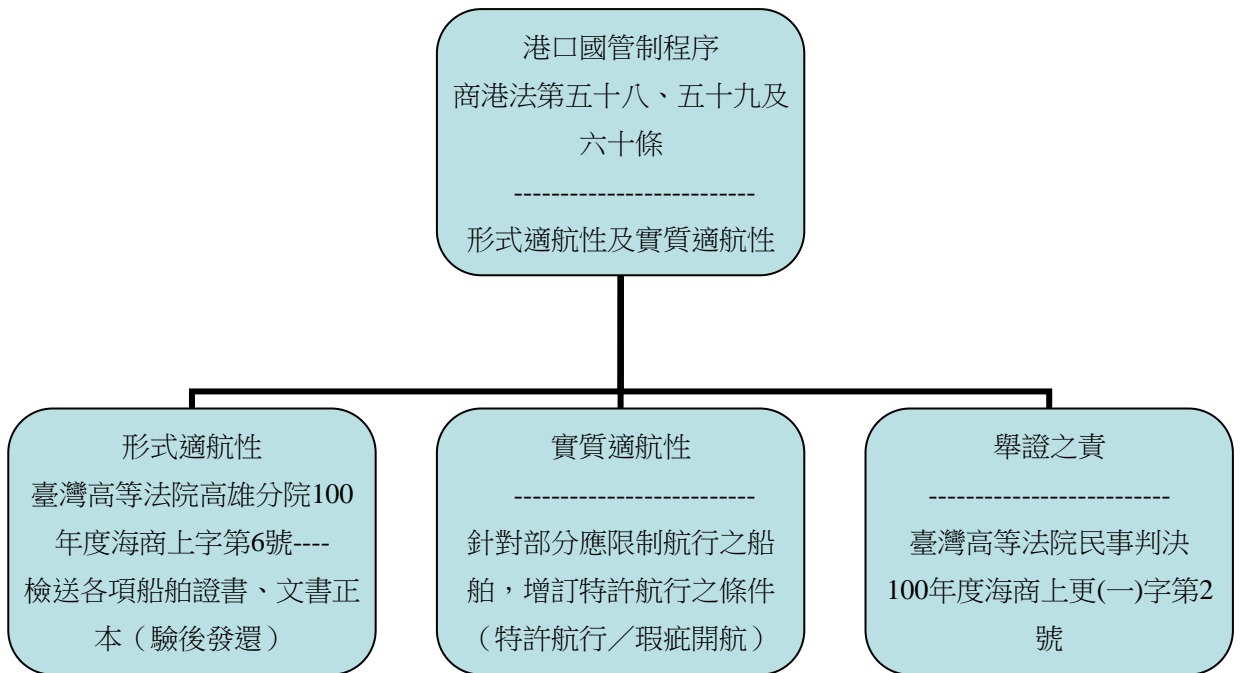 港口國管制程序
商港法第五十八、五十九及
六十條
--------------------------
形式適航性及實質適航性
形式適航性
臺灣高等法院高雄分院100
年度海商上字第6號----
檢送各項船舶證書、文書正
本（驗後發還）
實質適航性
--------------------------
針對部分應限制航行之船
舶，增訂特許航行之條件
（特許航行／瑕疵開航）
舉證之責
--------------------------
臺灣高等法院民事判決
100年度海商上更(一)字第2
號